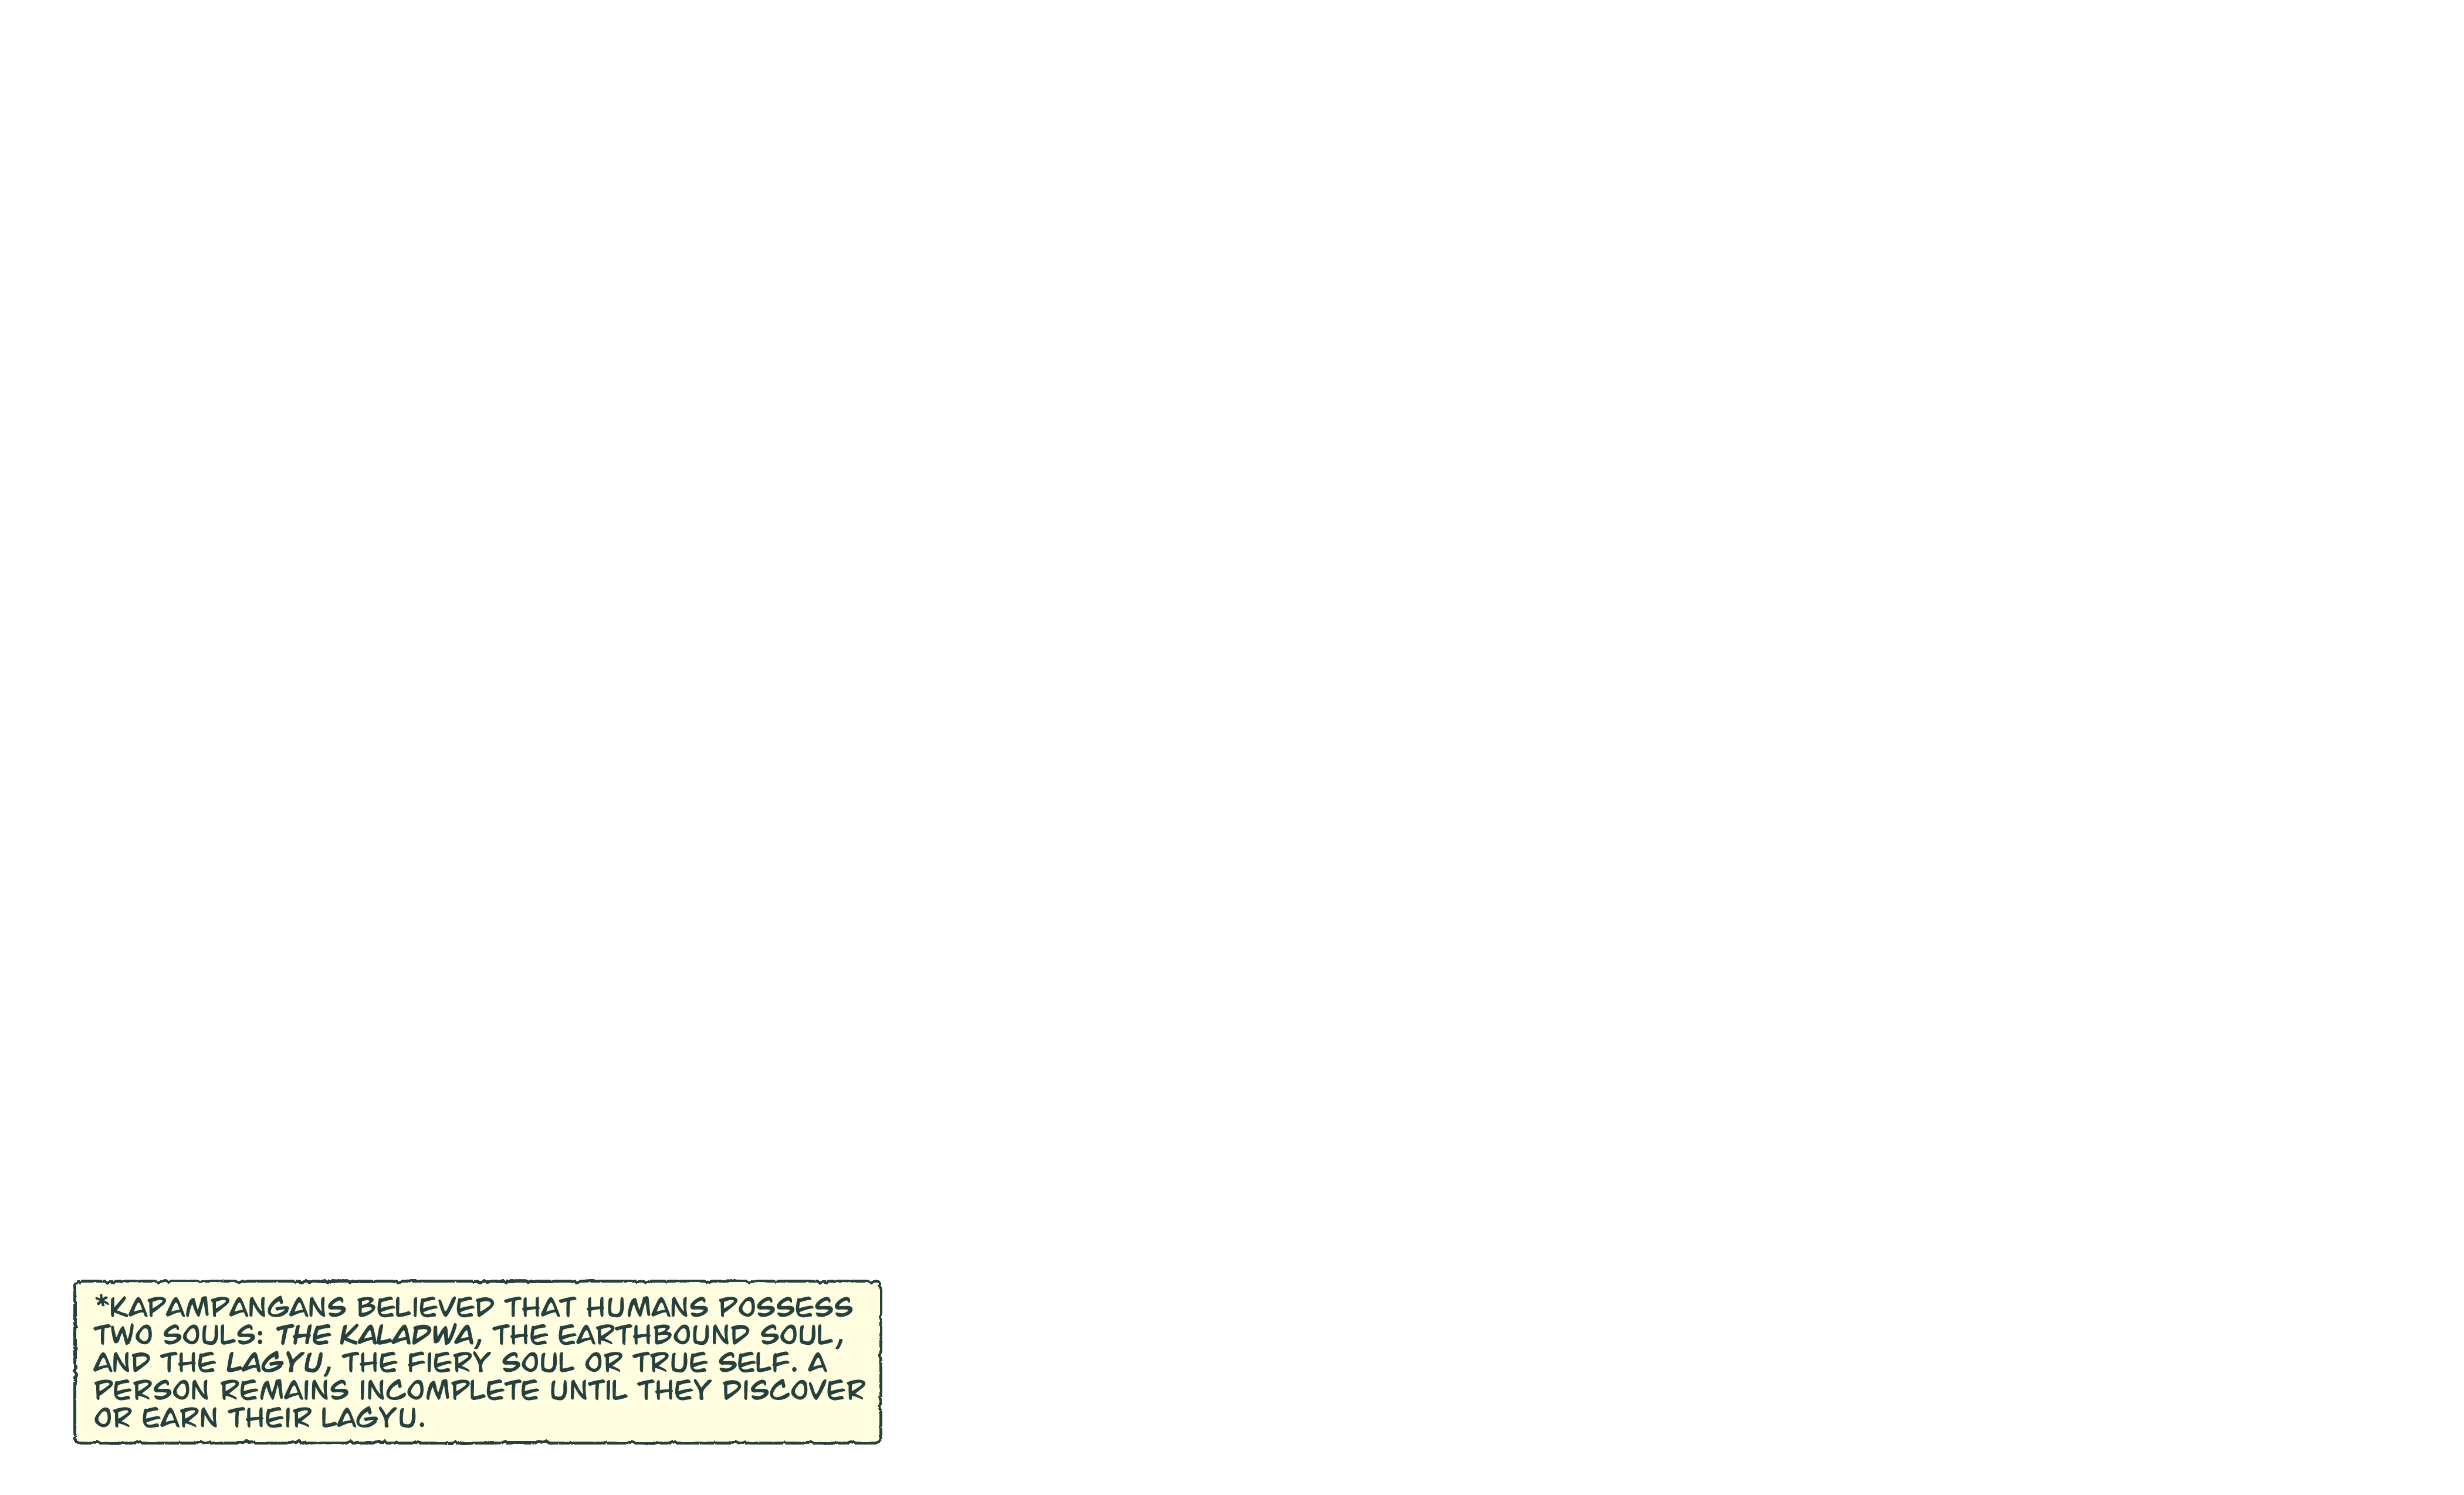 *KAPAMPANGANS BELIEVED THAT HUMANS POSSESS
TWO SOULS: THE KALADWA, THE EARTHBOUND SOUL,
AND THE LAGYU, THE FIERY SOUL OR TRUE SELF. A
PERSON REMAINS INCOMPLETE UNTIL THEY DISCOVER
OR EARN THEIR LAGYU.